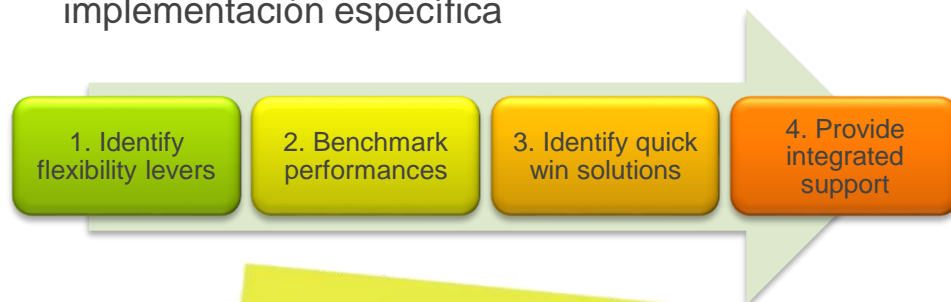 implementación específica
1. Identify
flexibility levers
2. Benchmark
performances
3. Identify quick
win solutions
4. Provide
integrated
support